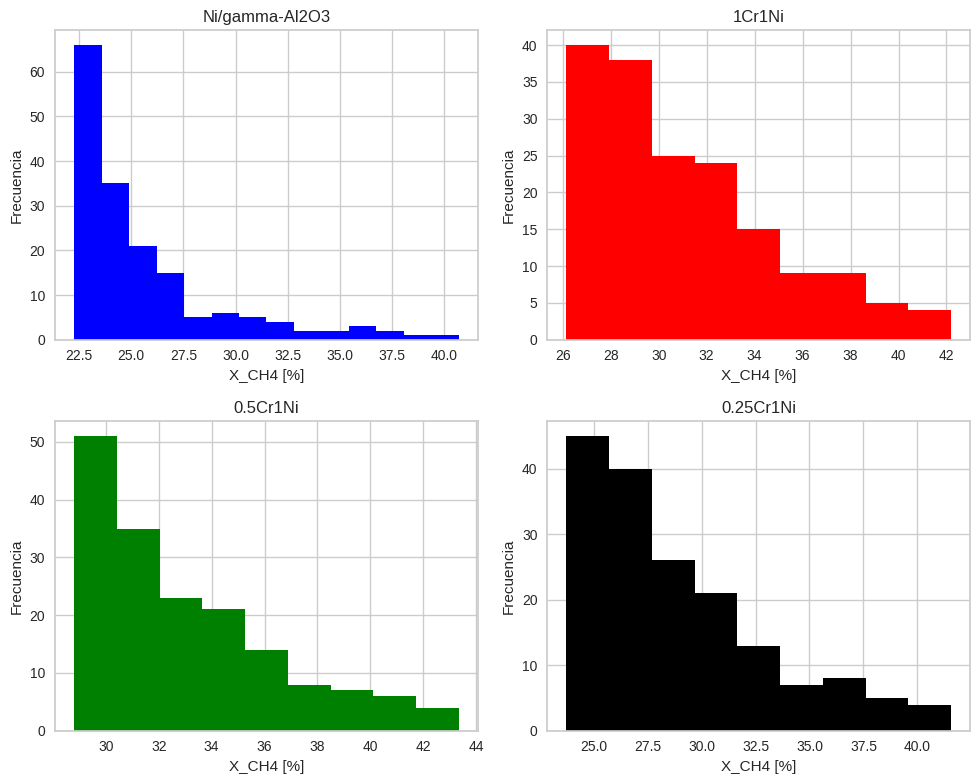 Ni/gamma-Al2O3
60
50
40
30
20
10
0
Frecuencia
22.5 25.0 27.5 30.0 32.5 35.0 37.5 40.0
X_CH4 [%]
1Cr1Ni
40
35
30
25
20
15
10
5
0
Frecuencia
26 28 30 32 34 36 38 40 42
X_CH4 [%]
0.5Cr1Ni
50
40
30
20
10
0
Frecuencia
30 32 34 36 38 40 42 44
X_CH4 [%]
0.25Cr1Ni
40
30
20
10
0
Frecuencia
25.0 27.5 30.0 32.5 35.0 37.5 40.0
X_CH4 [%]